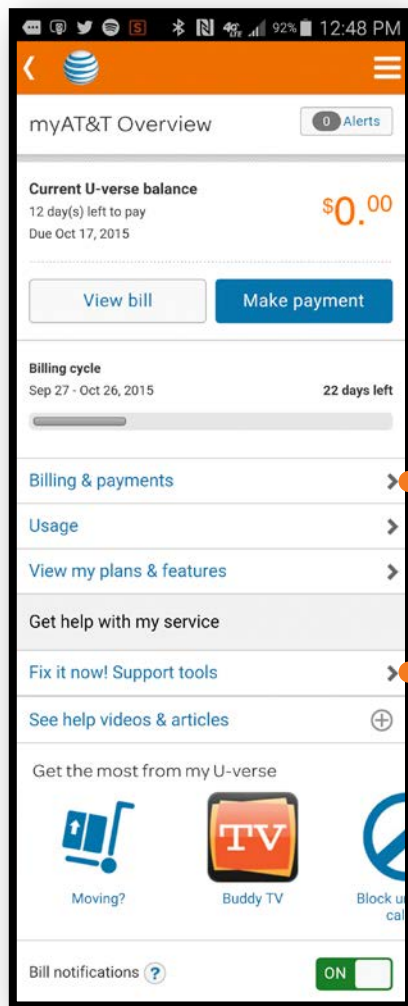 92% 12:48 PM
myAT&T Overview
0 Alerts
Current U-verse balance
12 day(s) left to pay
Due Oct 17, 2015
$0.00
View bill
Make payment
Billing cycle
Sep 27 - Oct 26, 2015
22 days left
Billing & payments
Usage
View my plans & features
Get help with my service
Fix it now! Support tools
See help videos & articles
Get the most from my U-verse
TV
Moving?
Buddy TV
Block
Bill notifications ?
ON